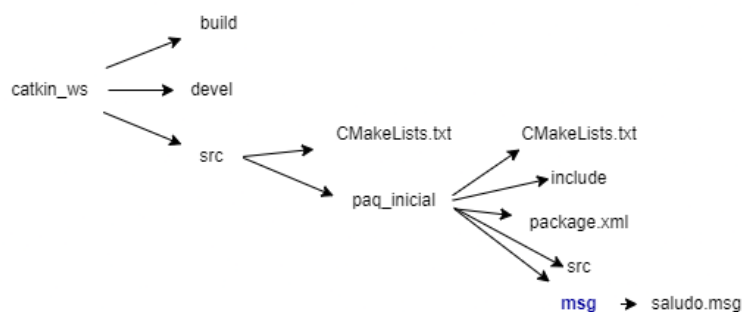 build
catkin_ws
devel
src
CMakeLists.txt
paq_inicial
CMakeLists.txt
include
package.xml
src
msg
saludo.msg